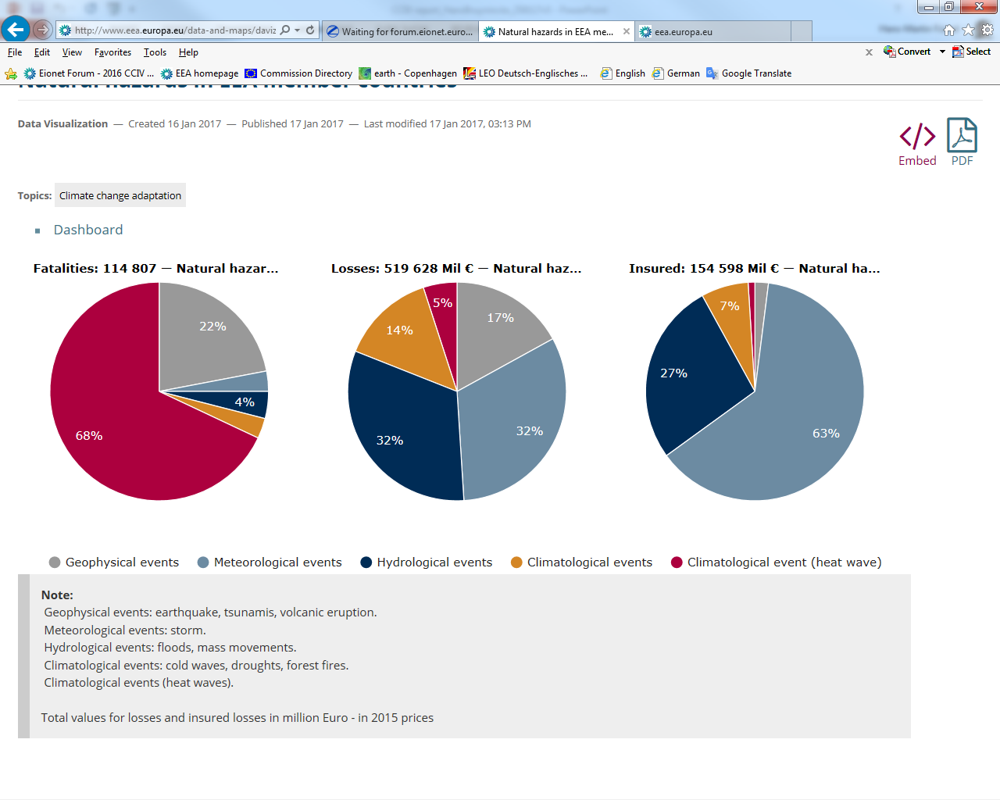 http://www.eea.europa.eu/data-and-maps/daviz
Waiting for forum.eionet.euro...
Natural hazards in EEA me...
eea.europa.eu
File Edit View Favorites Tools Help
Convert Select
Eionet Forum - 2016 CCIV ... EEA homepage Commission Directory earth - Copenhagen LEO Deutsch-Englisches ... English German Google Translate
Natural hazards in EEA member countries
Data Visualization — Created 16 Jan 2017 — Published 17 Jan 2017 — Last modified 17 Jan 2017, 03:13 PM
Embed PDF
Topics: Climate change adaptation
Dashboard
Fatalities: 114 807 — Natural hazar...
22%
4%
68%
Losses: 519 628 Mil € — Natural haz...
5%
17%
14%
32%
32%
Insured: 154 598 Mil € — Natural ha...
7%
27%
63%
Geophysical events Meteorological events Hydrological events Climatological events Climatological event (heat wave)
Note:
Geophysical events: earthquake, tsunamis, volcanic eruption.
Meteorological events: storm.
Hydrological events: floods, mass movements.
Climatological events: cold waves, droughts, forest fires.
Climatological events (heat waves).
Total values for losses and insured losses in million Euro - in 2015 prices